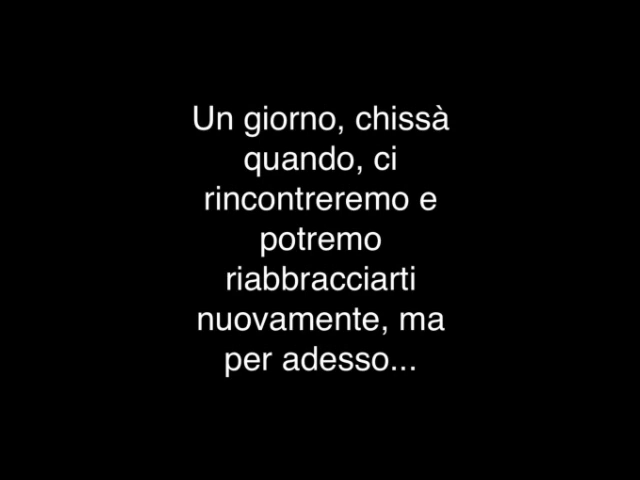 Un giorno, chissà
quando, ci
rincontreremo e
potremo
riabbracciarti
nuovamente, ma
per adesso...